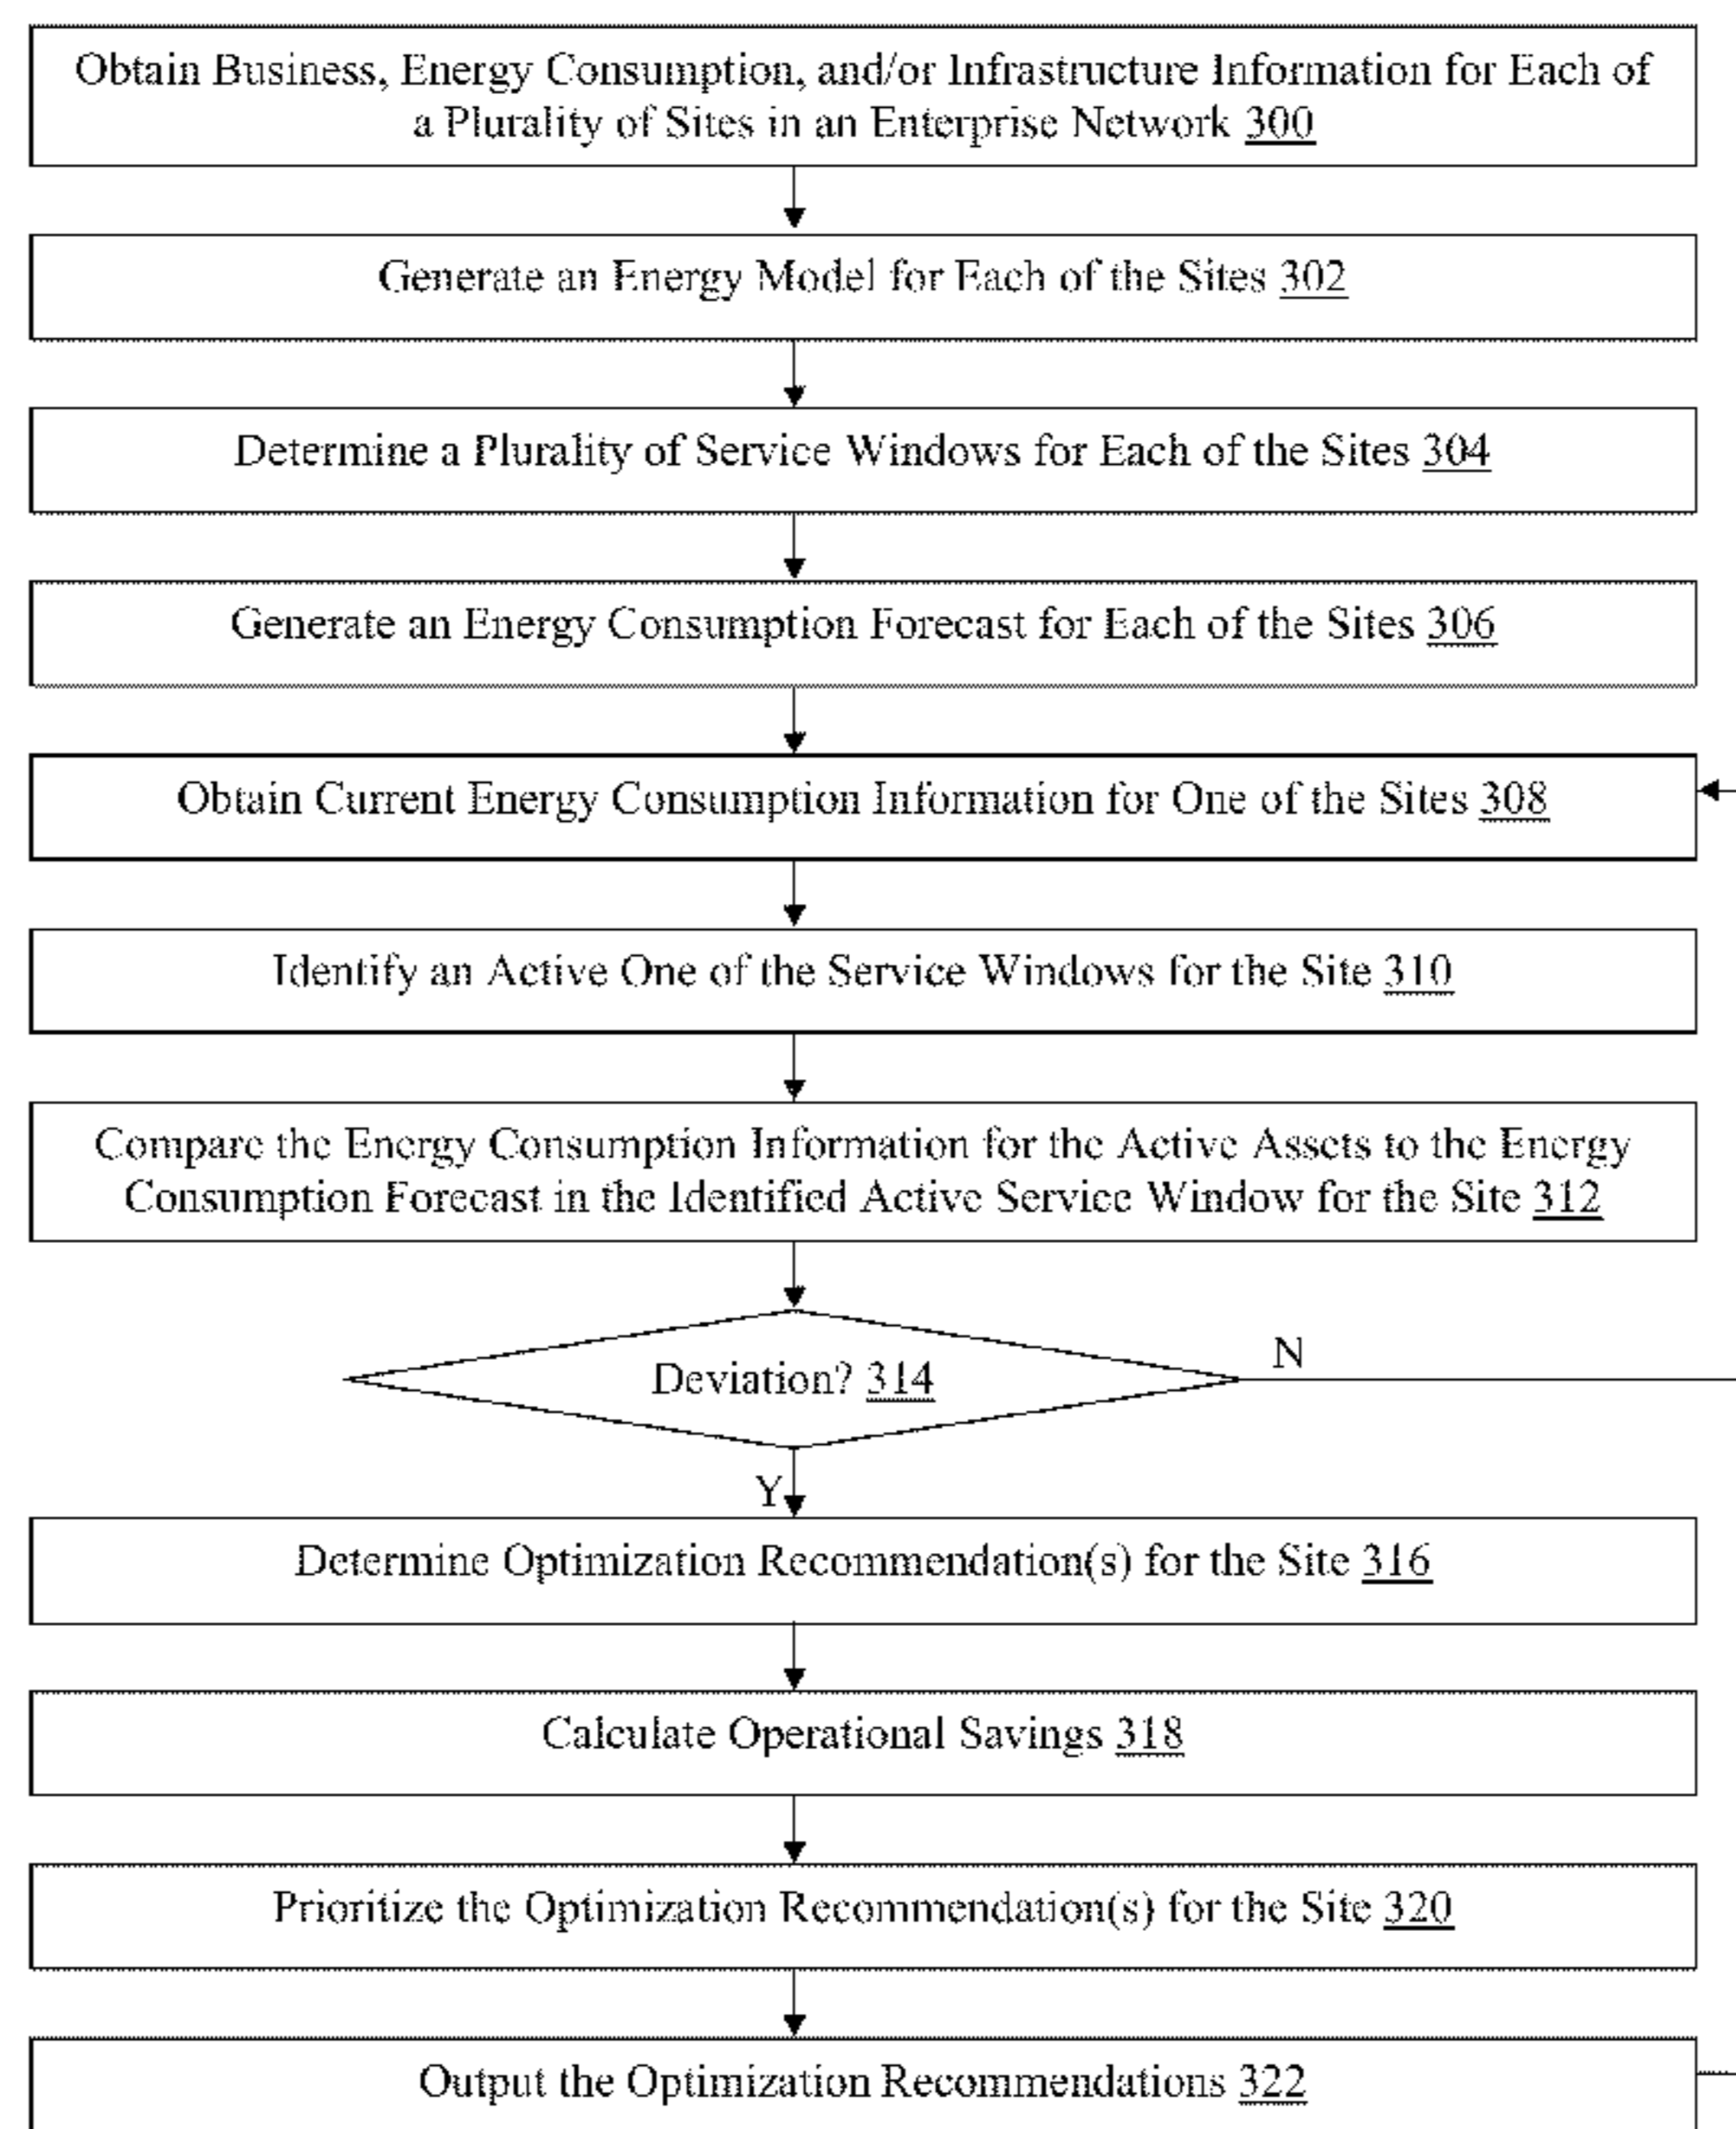 Obtain Business, Energy Consumption, and/or Infrastructure Information for Each of
a Plurality of Sites in an Enterprise Network 300
Generate an Energy Model for Each of the Sites 302
Determine a Plurality of Service Windows for Each of the Sites 304
Generate an Energy Consumption Forecast for Each of the Sites 306
Obtain Current Energy Consumption Information for One of the Sites 308
Identify an Active One of the Service Windows for the Site 310
Compare the Energy Consumption Information for the Active Assets to the Energy
Consumption Forecast in the Identified Active Service Window for the Site 312
Deviation? 314
N
Y
Determine Optimization Recommendation(s) for the Site 316
Calculate Operational Savings 318
Prioritize the Optimization Recommendation(s) for the Site 320
Output the Optimization Recommendations 322